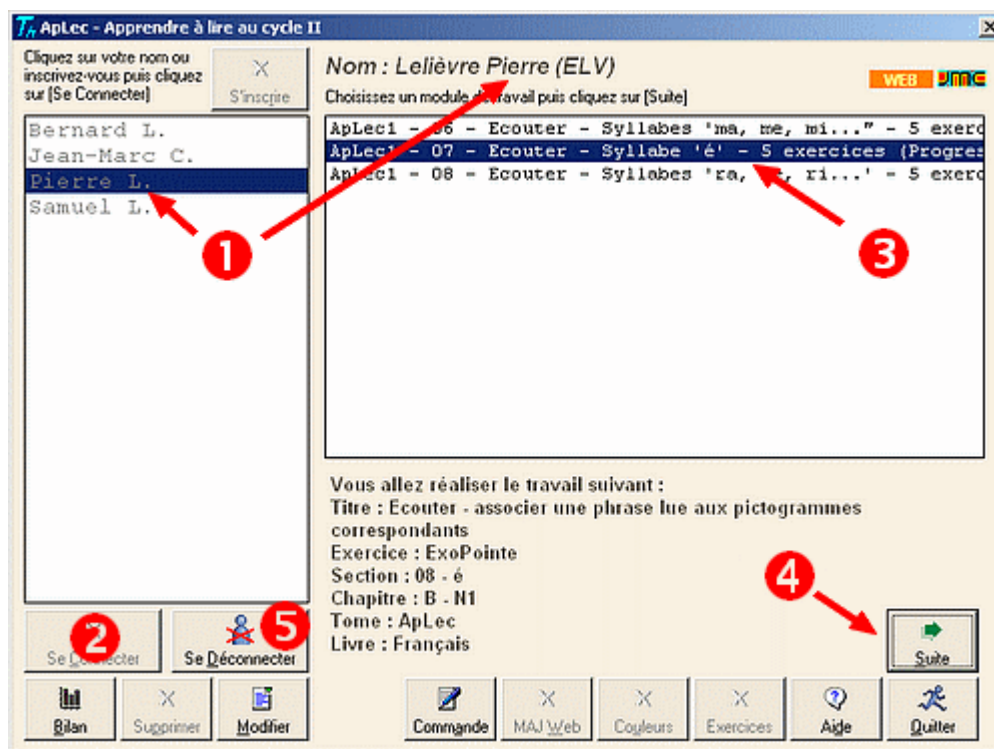 ApLec - Apprendre à lire au cycle II
Cliquez sur votre nom ou
inscrivez-vous puis cliquez
sur [Se Connecter]
S'inscrire
Nom : Lelièvre Pierre (ELV)
WEB JMC
Choisissez un module de travail puis cliquez sur [Suite]
Bernard L.
Jean-Marc C.
Pierre L.
Samuel L.
ApLec1 - 06 - Ecouter - Syllabes 'ma, me, mi..." - 5 exerc
ApLec1 - 07 - Ecouter - Syllabe 'é' - 5 exercices (Progres
ApLec1 - 08 - Ecouter - Syllabes 'ra, re, ri...' - 5 exerc
1
3
Vous allez réaliser le travail suivant :
Titre : Ecouter - associer une phrase lue aux pictogrammes
correspondants
Exercice : ExoPointe
Section : 08 - é
Chapitre : B - N1
Tome : ApLec
Livre : Français
4
2
5
Se Connecter
Se Déconnecter
Suite
Bilan
Supprimer
Modifier
Commande
MAJ Web
Couleurs
Exercices
Aide
Quitter